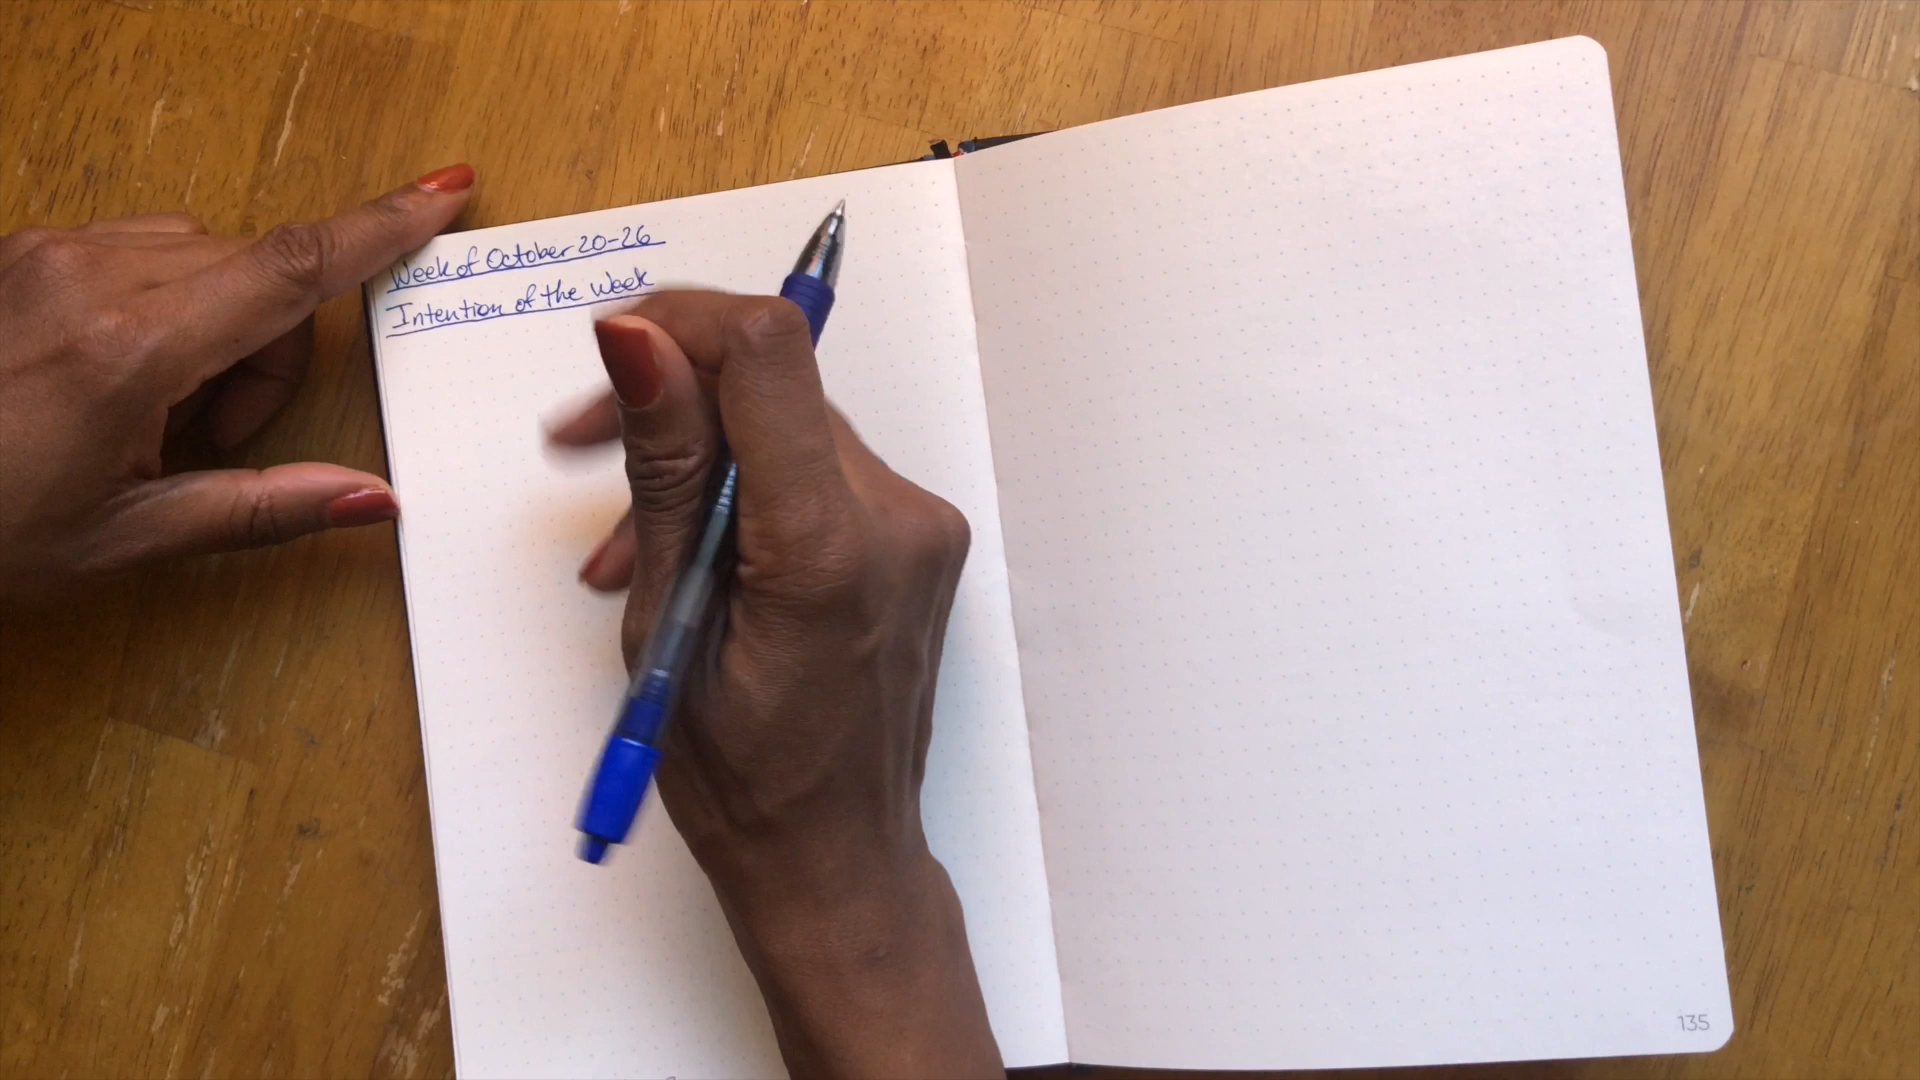 Week of October 20-26
Intention of the week
135